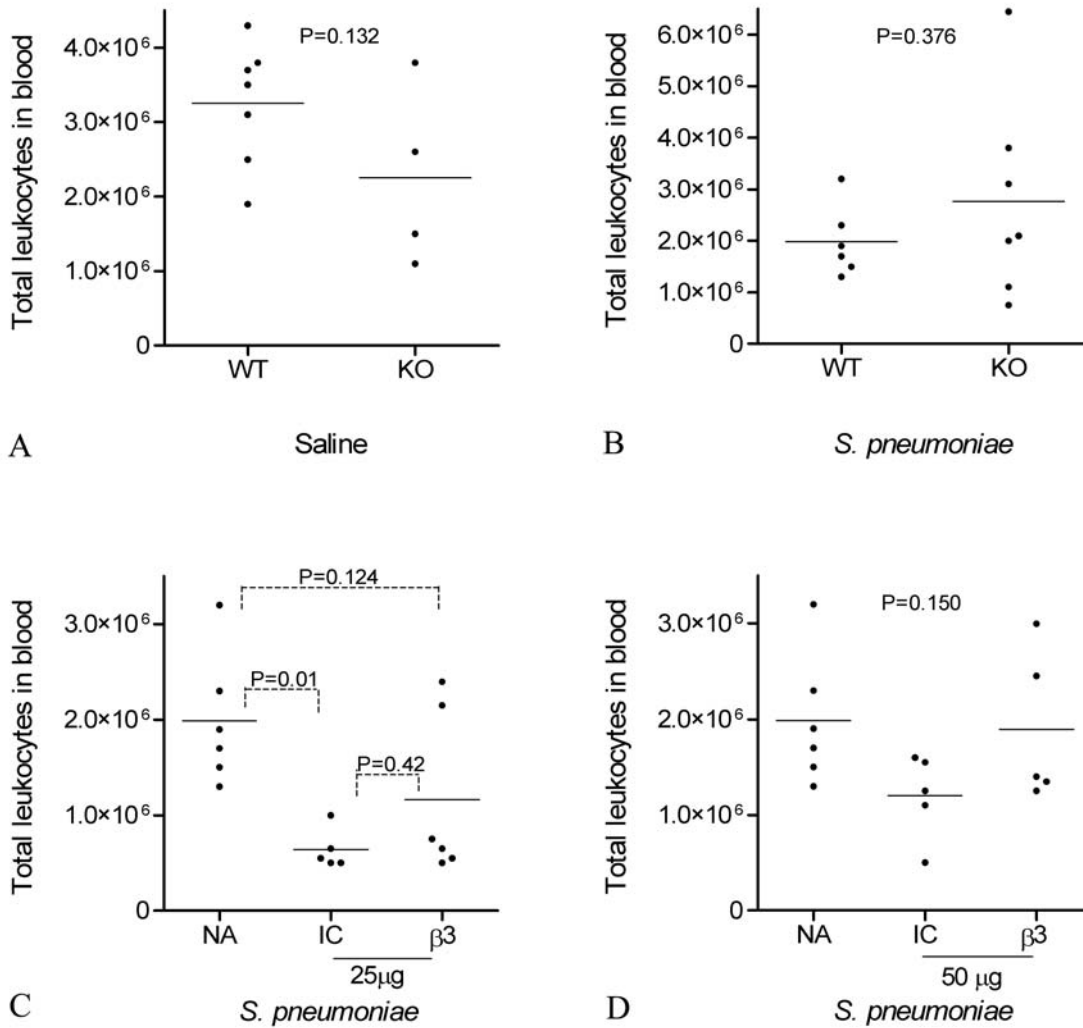 Total leukocytes in blood
4.0×10⁶
3.0×10⁶
2.0×10⁶
1.0×10⁶
0
P=0.132
WT KO
A Saline
Total leukocytes in blood
6.0×10⁶
5.0×10⁶
4.0×10⁶
3.0×10⁶
2.0×10⁶
1.0×10⁶
0
P=0.376
WT KO
B S. pneumoniae
Total leukocytes in blood
3.0×10⁶
2.0×10⁶
1.0×10⁶
0
P=0.124
P=0.01
P=0.42
NA IC β3
25μg
C S. pneumoniae
Total leukocytes in blood
3.0×10⁶
2.0×10⁶
1.0×10⁶
0
P=0.150
NA IC β3
50 μg
D S. pneumoniae